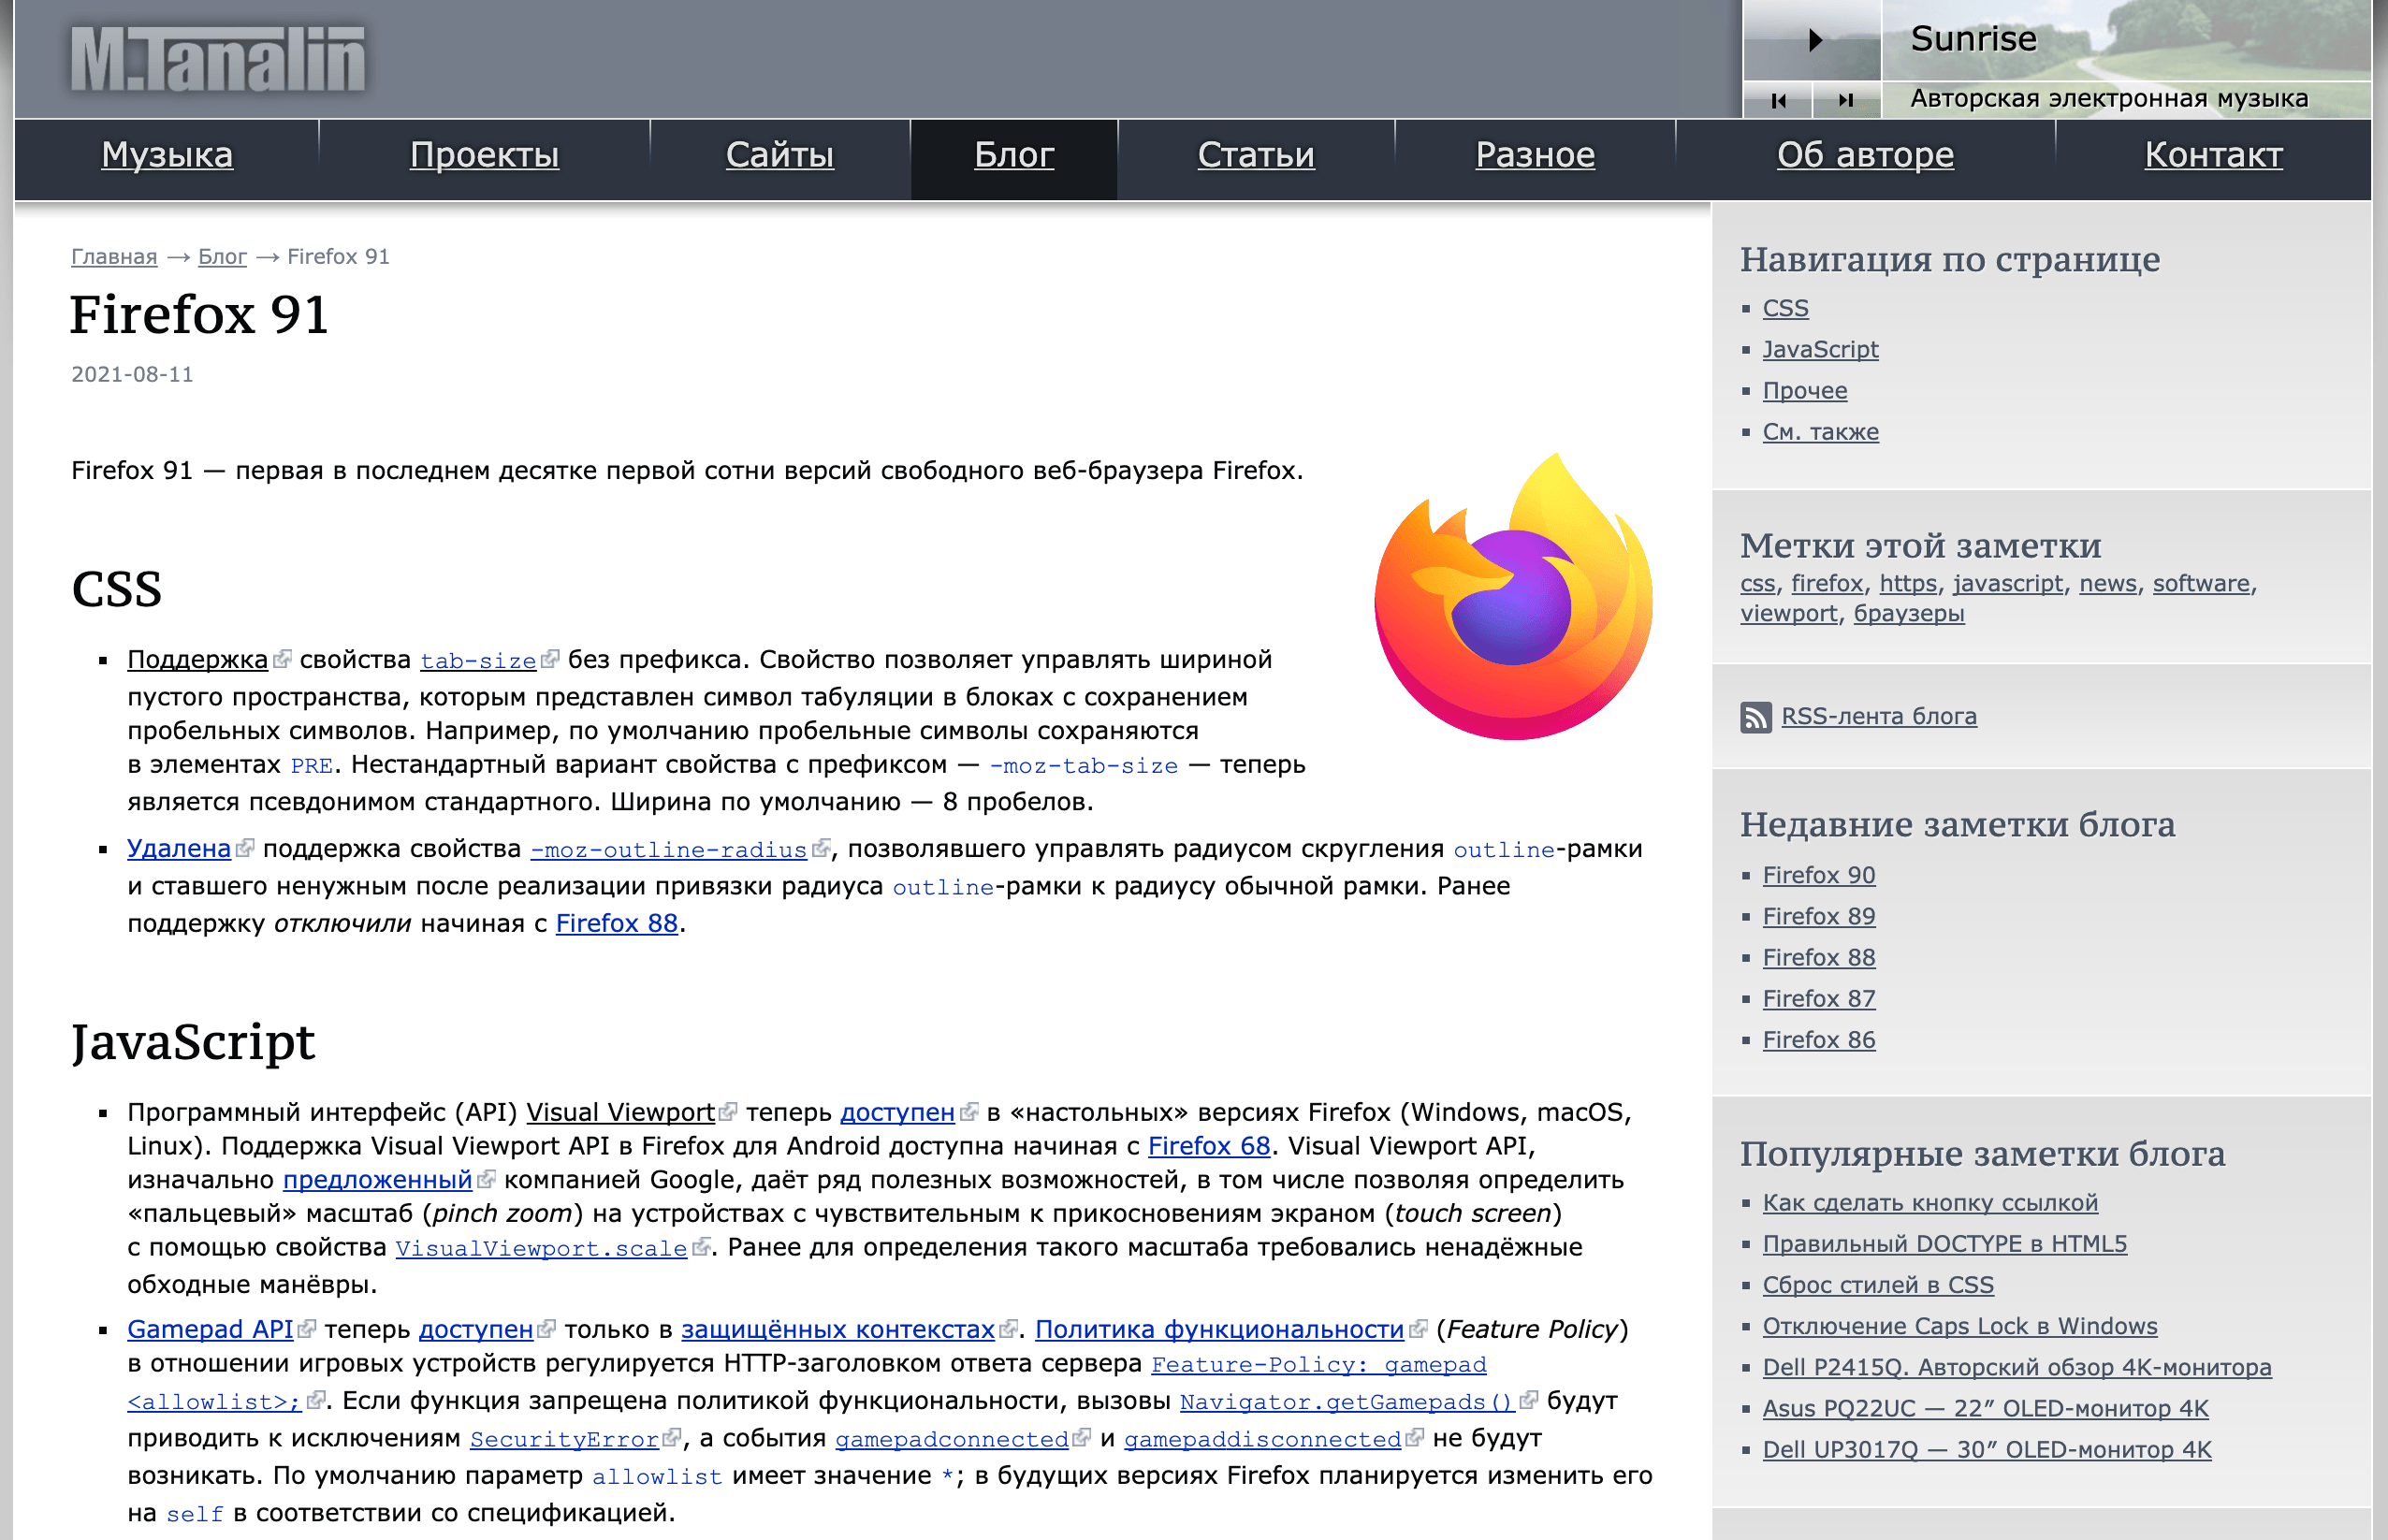 M.Tanalin
Sunrise
Авторская электронная музыка
Музыка
Проекты
Сайты
Блог
Статьи
Разное
Об авторе
Контакт
Главная → Блог → Firefox 91
Firefox 91
2021-08-11
Firefox 91 — первая в последнем десятке первой сотни версий свободного веб-браузера Firefox.
CSS
Поддержка свойства tab-size без префикса. Свойство позволяет управлять шириной
пустого пространства, которым представлен символ табуляции в блоках с сохранением
пробельных символов. Например, по умолчанию пробельные символы сохраняются
в элементах PRE. Нестандартный вариант свойства с префиксом — -moz-tab-size — теперь
является псевдонимом стандартного. Ширина по умолчанию — 8 пробелов.
Удалена поддержка свойства -moz-outline-radius, позволявшего управлять радиусом скругления outline-рамки
и ставшего ненужным после реализации привязки радиуса outline-рамки к радиусу обычной рамки. Ранее
поддержку отключили начиная с Firefox 88.
JavaScript
Программный интерфейс (API) Visual Viewport теперь доступен в «настольных» версиях Firefox (Windows, macOS,
Linux). Поддержка Visual Viewport API в Firefox для Android доступна начиная с Firefox 68. Visual Viewport API,
изначально предложенный компанией Google, даёт ряд полезных возможностей, в том числе позволяя определить
«пальцевый» масштаб (pinch zoom) на устройствах с чувствительным к прикосновениям экраном (touch screen)
с помощью свойства VisualViewport.scale. Ранее для определения такого масштаба требовались ненадёжные
обходные манёвры.
Gamepad API теперь доступен только в защищённых контекстах. Политика функциональности (Feature Policy)
в отношении игровых устройств регулируется HTTP-заголовком ответа сервера Feature-Policy: gamepad
<allowlist>;. Если функция запрещена политикой функциональности, вызовы Navigator.getGamepads() будут
приводить к исключениям SecurityError, а события gamepadconnected и gamepaddisconnected не будут
возникать. По умолчанию параметр allowlist имеет значение *; в будущих версиях Firefox планируется изменить его
на self в соответствии со спецификацией.
Навигация по странице
CSS
JavaScript
Прочее
См. также
Метки этой заметки
css, firefox, https, javascript, news, software,
viewport, браузеры
RSS-лента блога
Недавние заметки блога
Firefox 90
Firefox 89
Firefox 88
Firefox 87
Firefox 86
Популярные заметки блога
Как сделать кнопку ссылкой
Правильный DOCTYPE в HTML5
Сброс стилей в CSS
Отключение Caps Lock в Windows
Dell P2415Q. Авторский обзор 4K-монитора
Asus PQ22UC — 22″ OLED-монитор 4K
Dell UP3017Q — 30″ OLED-монитор 4K